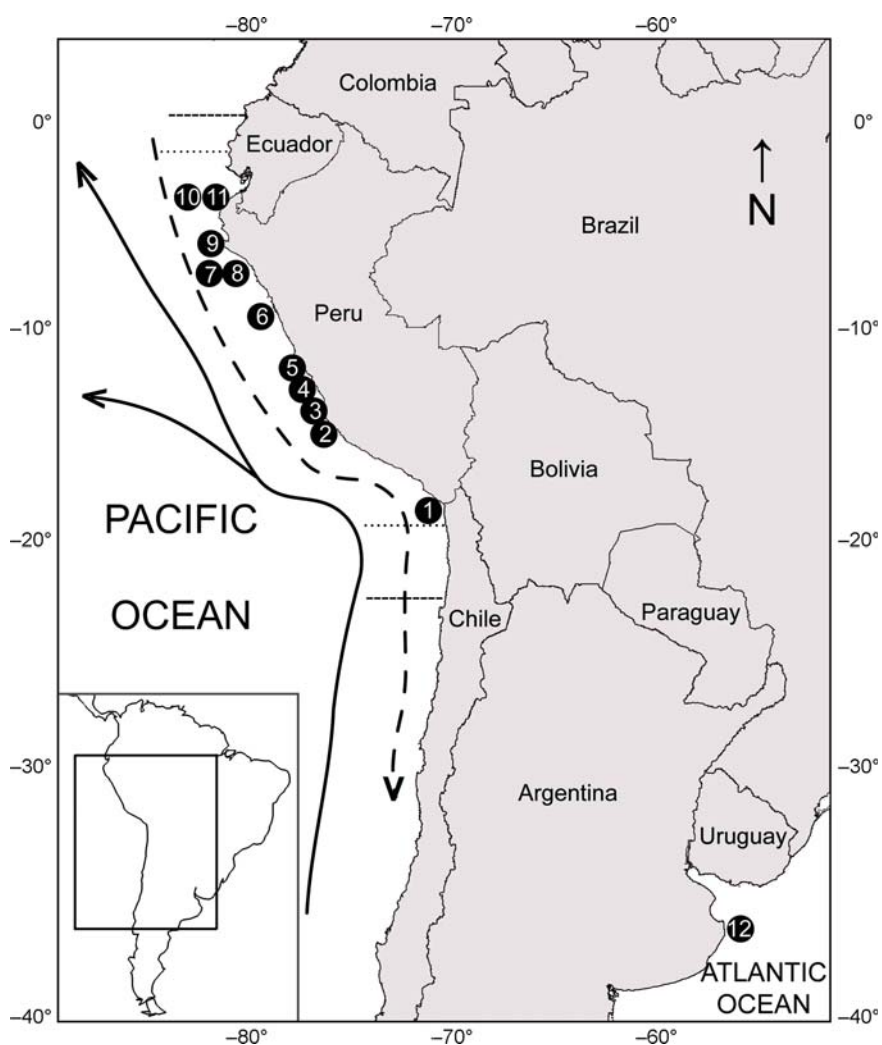 –80° –70° –60°
Colombia
0° 0°
Ecuador
N
10 11
Brazil
9
7 8
Peru
6
–10° –10°
5
4
3
2
Bolivia
1
PACIFIC
–20° –20°
OCEAN
Chile
Paraguay
–30° –30°
Argentina
Uruguay
12
ATLANTIC
OCEAN
–40° –40°
–80° –70° –60°